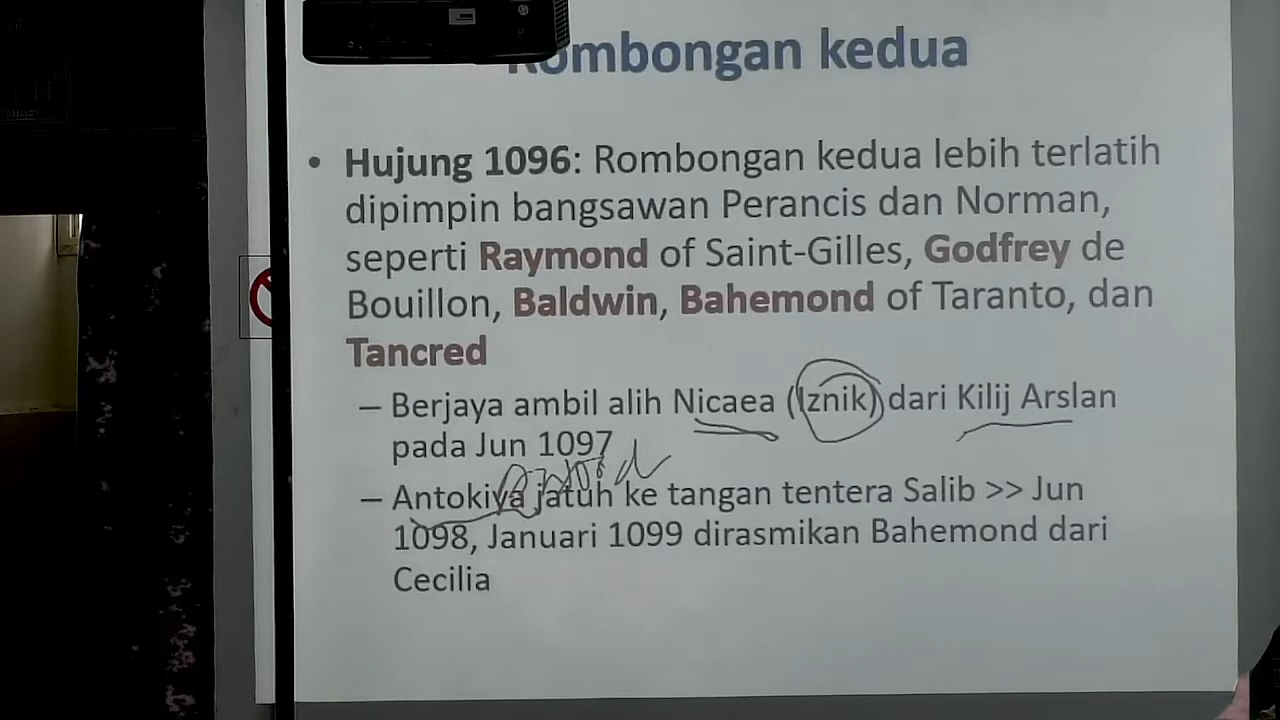 Rombongan kedua
• Hujung 1096: Rombongan kedua lebih terlatih
dipimpin bangsawan Perancis dan Norman,
seperti Raymond of Saint-Gilles, Godfrey de
Bouillon, Baldwin, Bahemond of Taranto, dan
Tancred
– Berjaya ambil alih Nicaea (Iznik) dari Kilij Arslan
pada Jun 1097
– Antokiya jatuh ke tangan tentera Salib >> Jun
1098, Januari 1099 dirasmikan Bahemond dari
Cecilia